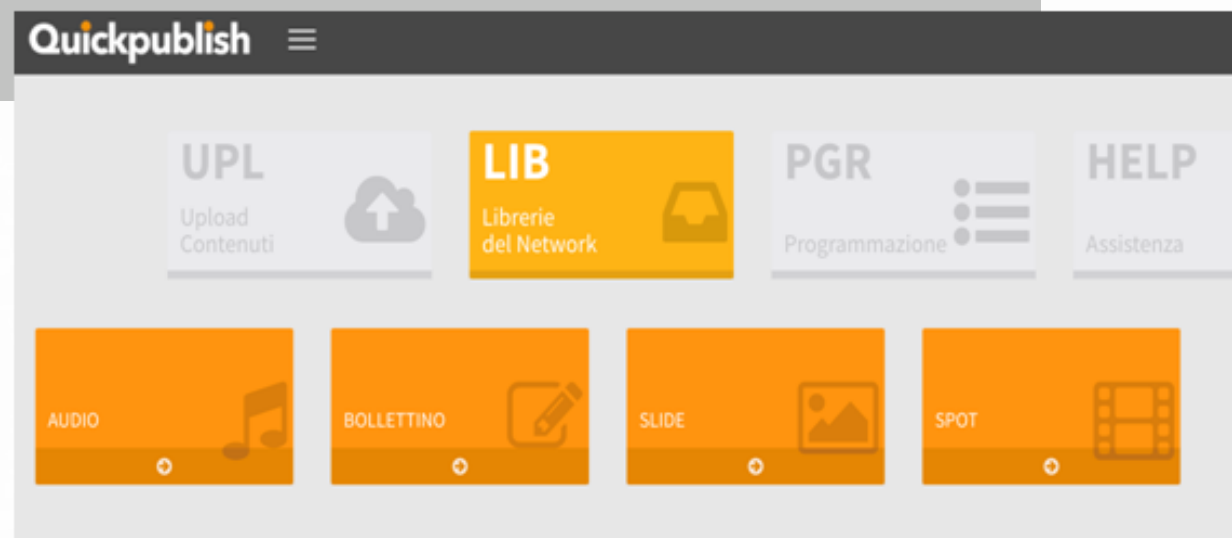 Quickpublish
UPL
Upload
Contenuti
LIB
Librerie
del Network
PGR
Programmazione
HELP
Assistenza
AUDIO
BOLLETTINO
SLIDE
SPOT